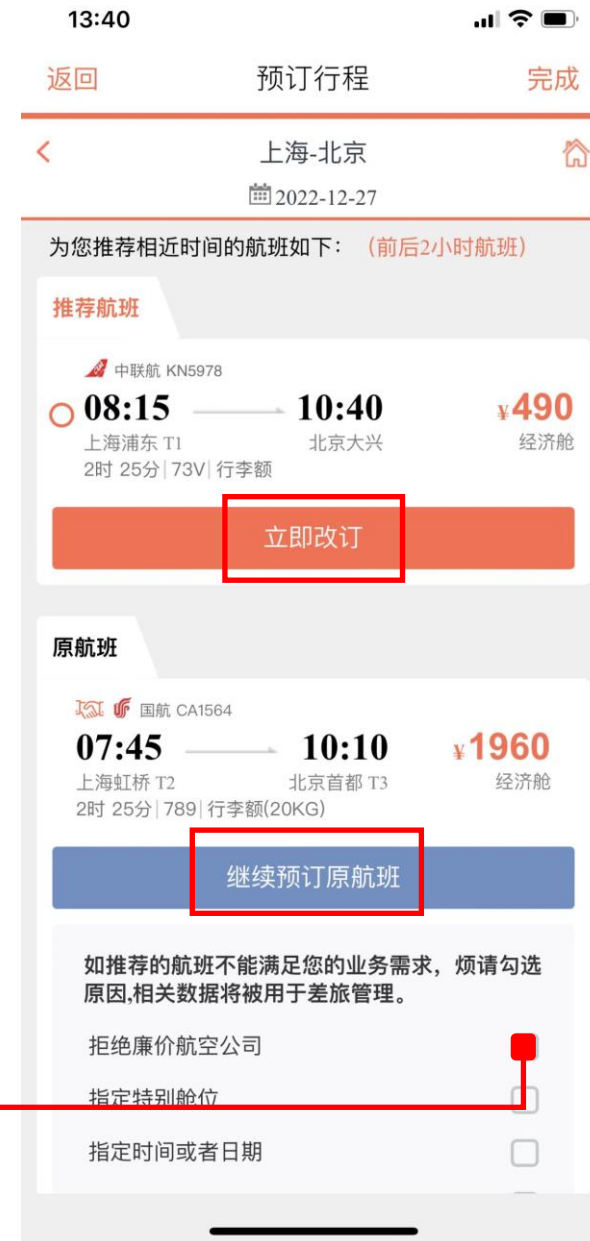 13:40
返回 预订行程 完成
上海-北京
2022-12-27
为您推荐相近时间的航班如下：（前后2小时航班）
推荐航班
中联航 KN5978
08:15 10:40 ¥490
上海浦东 T1 北京大兴 经济舱
2时 25分|73V|行李额
立即改订
原航班
国航 CA1564
07:45 10:10 ¥1960
上海虹桥 T2 北京首都 T3 经济舱
2时 25分|789|行李额(20KG)
继续预订原航班
如推荐的航班不能满足您的业务需求，烦请勾选
原因,相关数据将被用于差旅管理。
拒绝廉价航空公司
指定特别舱位
指定时间或者日期